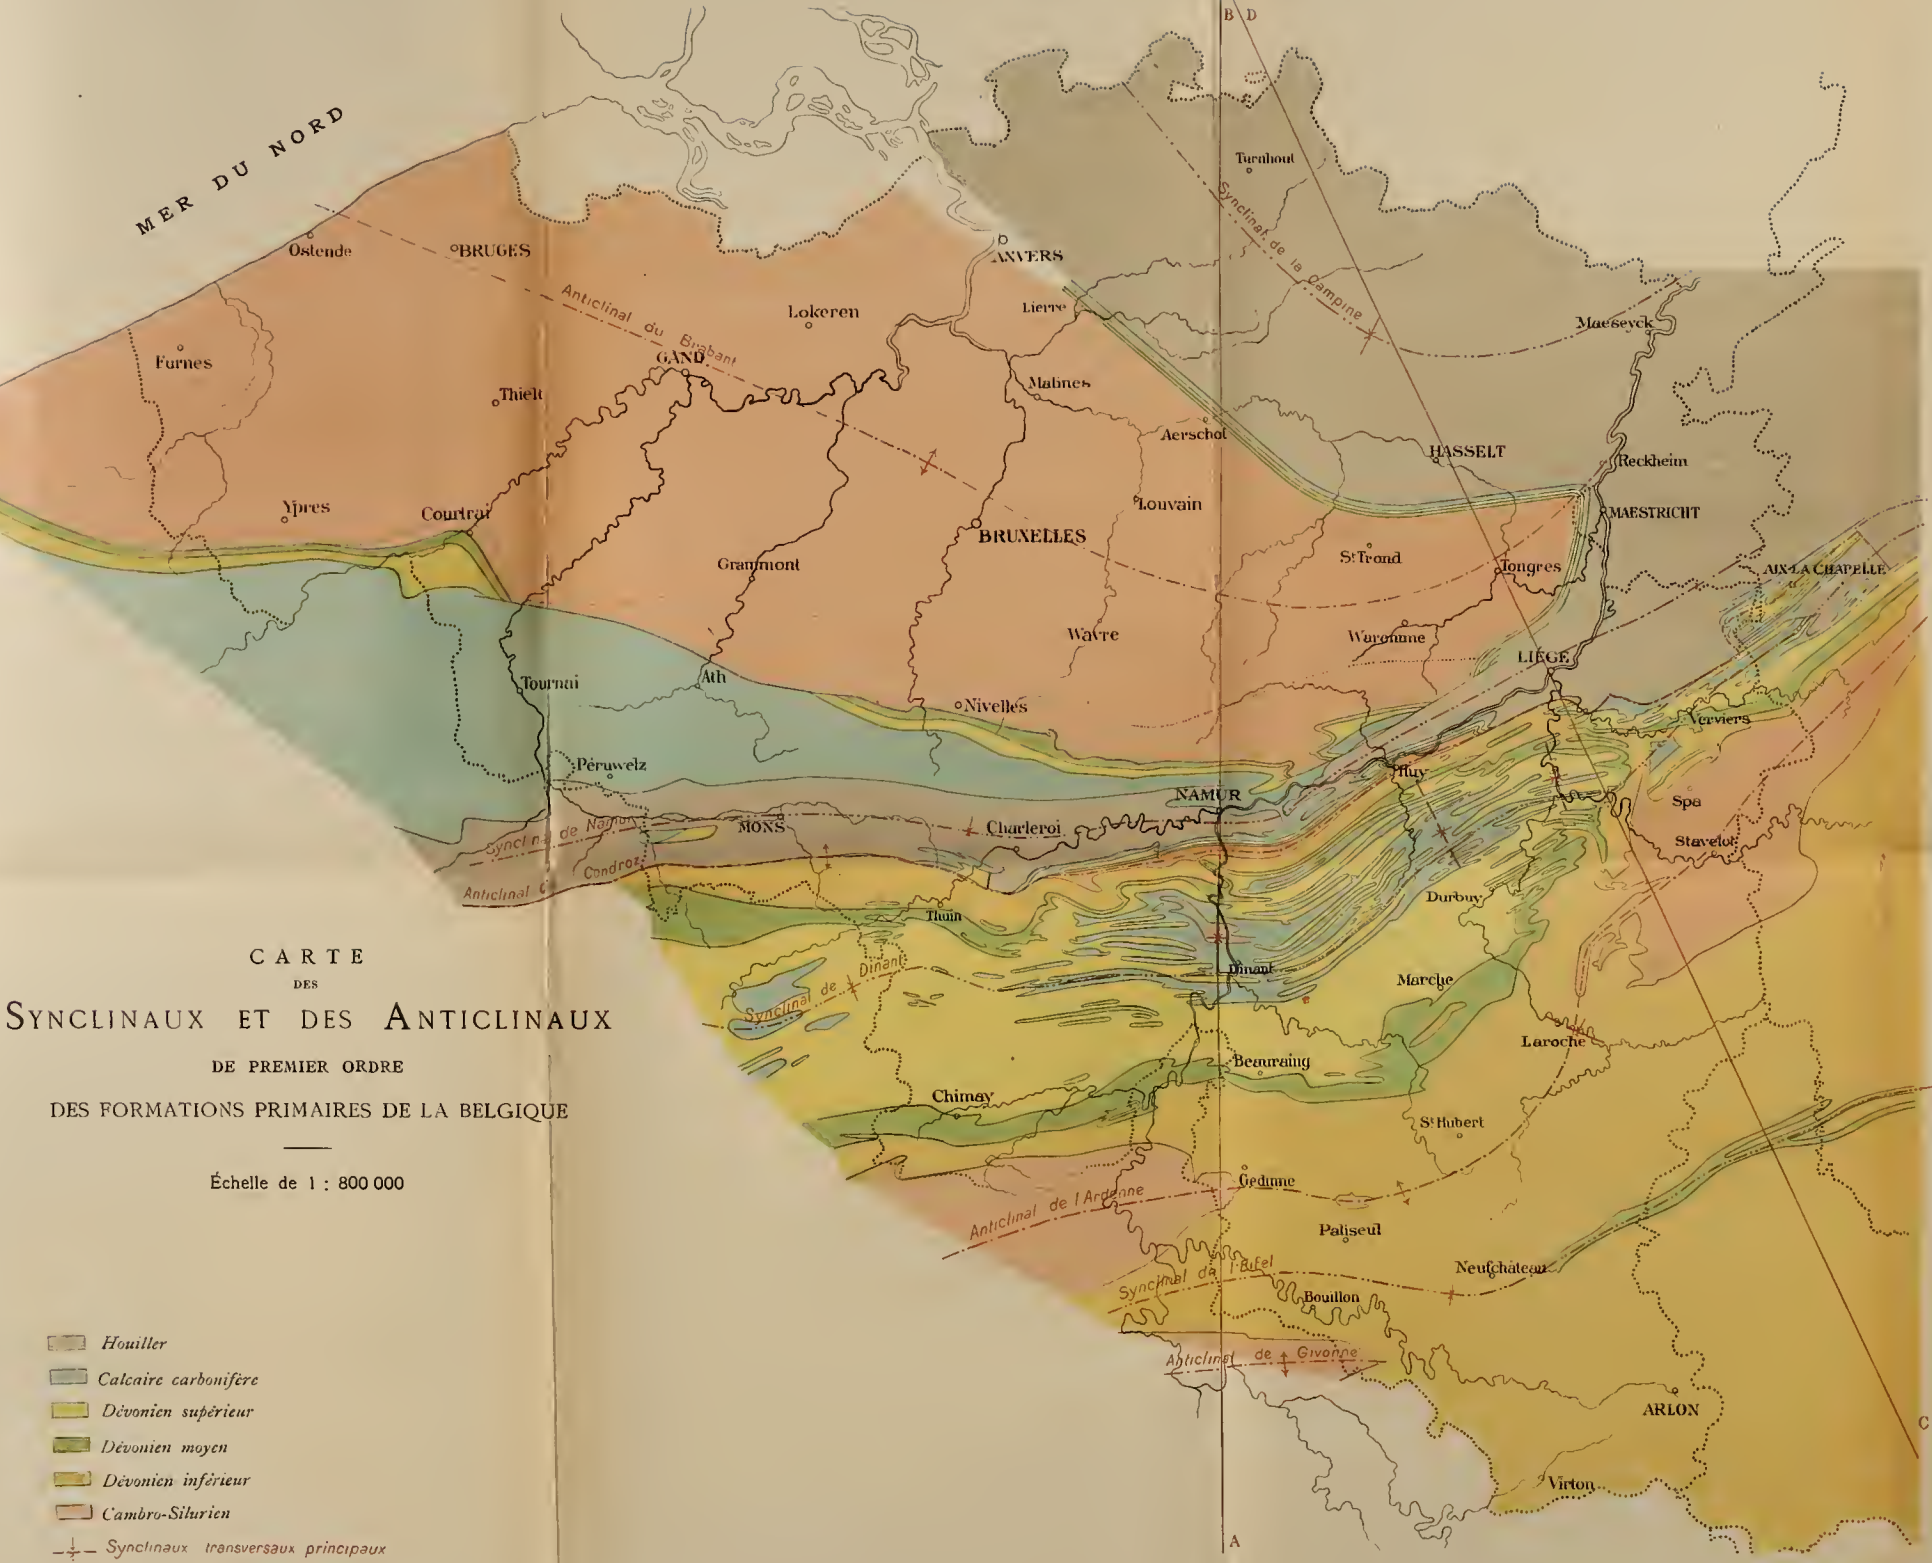 B D
MER DU NORD
Turnhout
Synclinal de la Campine
Ostende
BRUGES
ANVERS
Anticlinal du Brabant
Lokeren
Lierre
Maeseyck
Furnes
GAND
Thielt
Malines
Aerschot
HASSELT
Reckheim
Ypres
Courtrai
Louvain
MAESTRICHT
BRUXELLES
Grammont
St Trond
Tongres
AIX-LA CHAPELLE
Wavre
Waremme
LIÉGE
Tournai
Ath
Nivelles
Verviers
Péruwelz
Huy
NAMUR
Spa
Synclinal de Namur
MONS
Charleroi
Stavelot
Condroz
Anticlinal
Durbuy
Thuin
Dinant
Synclinal de Dinant
Marche
Laroche
Beauraing
Chimay
St Hubert
Gedinne
Anticlinal de l'Ardenne
Paliseul
Neufchâteau
Synclinal de l'Eifel
Bouillon
Anticlinal de Givonne
ARLON
C
Virton
A
CARTE
DES
SYNCLINAUX ET DES ANTICLINAUX
DE PREMIER ORDRE
DES FORMATIONS PRIMAIRES DE LA BELGIQUE
Échelle de 1 : 800 000
Houiller
Calcaire carbonifère
Dévonien supérieur
Dévonien moyen
Dévonien inférieur
Cambro-Silurien
Synclinaux transversaux principaux